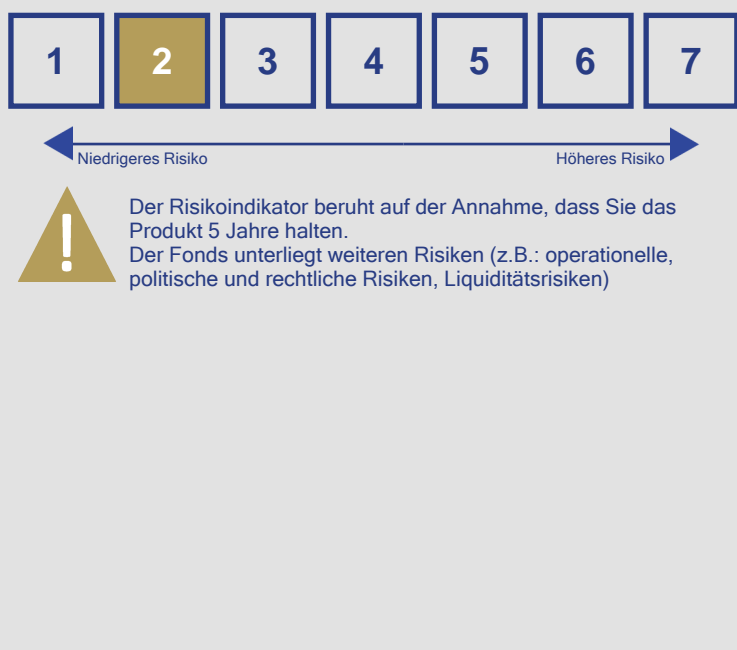 1 2 3 4 5 6 7
Niedrigeres Risiko Höheres Risiko
!
Der Risikoindikator beruht auf der Annahme, dass Sie das
Produkt 5 Jahre halten.
Der Fonds unterliegt weiteren Risiken (z.B.: operationelle,
politische und rechtliche Risiken, Liquiditätsrisiken)